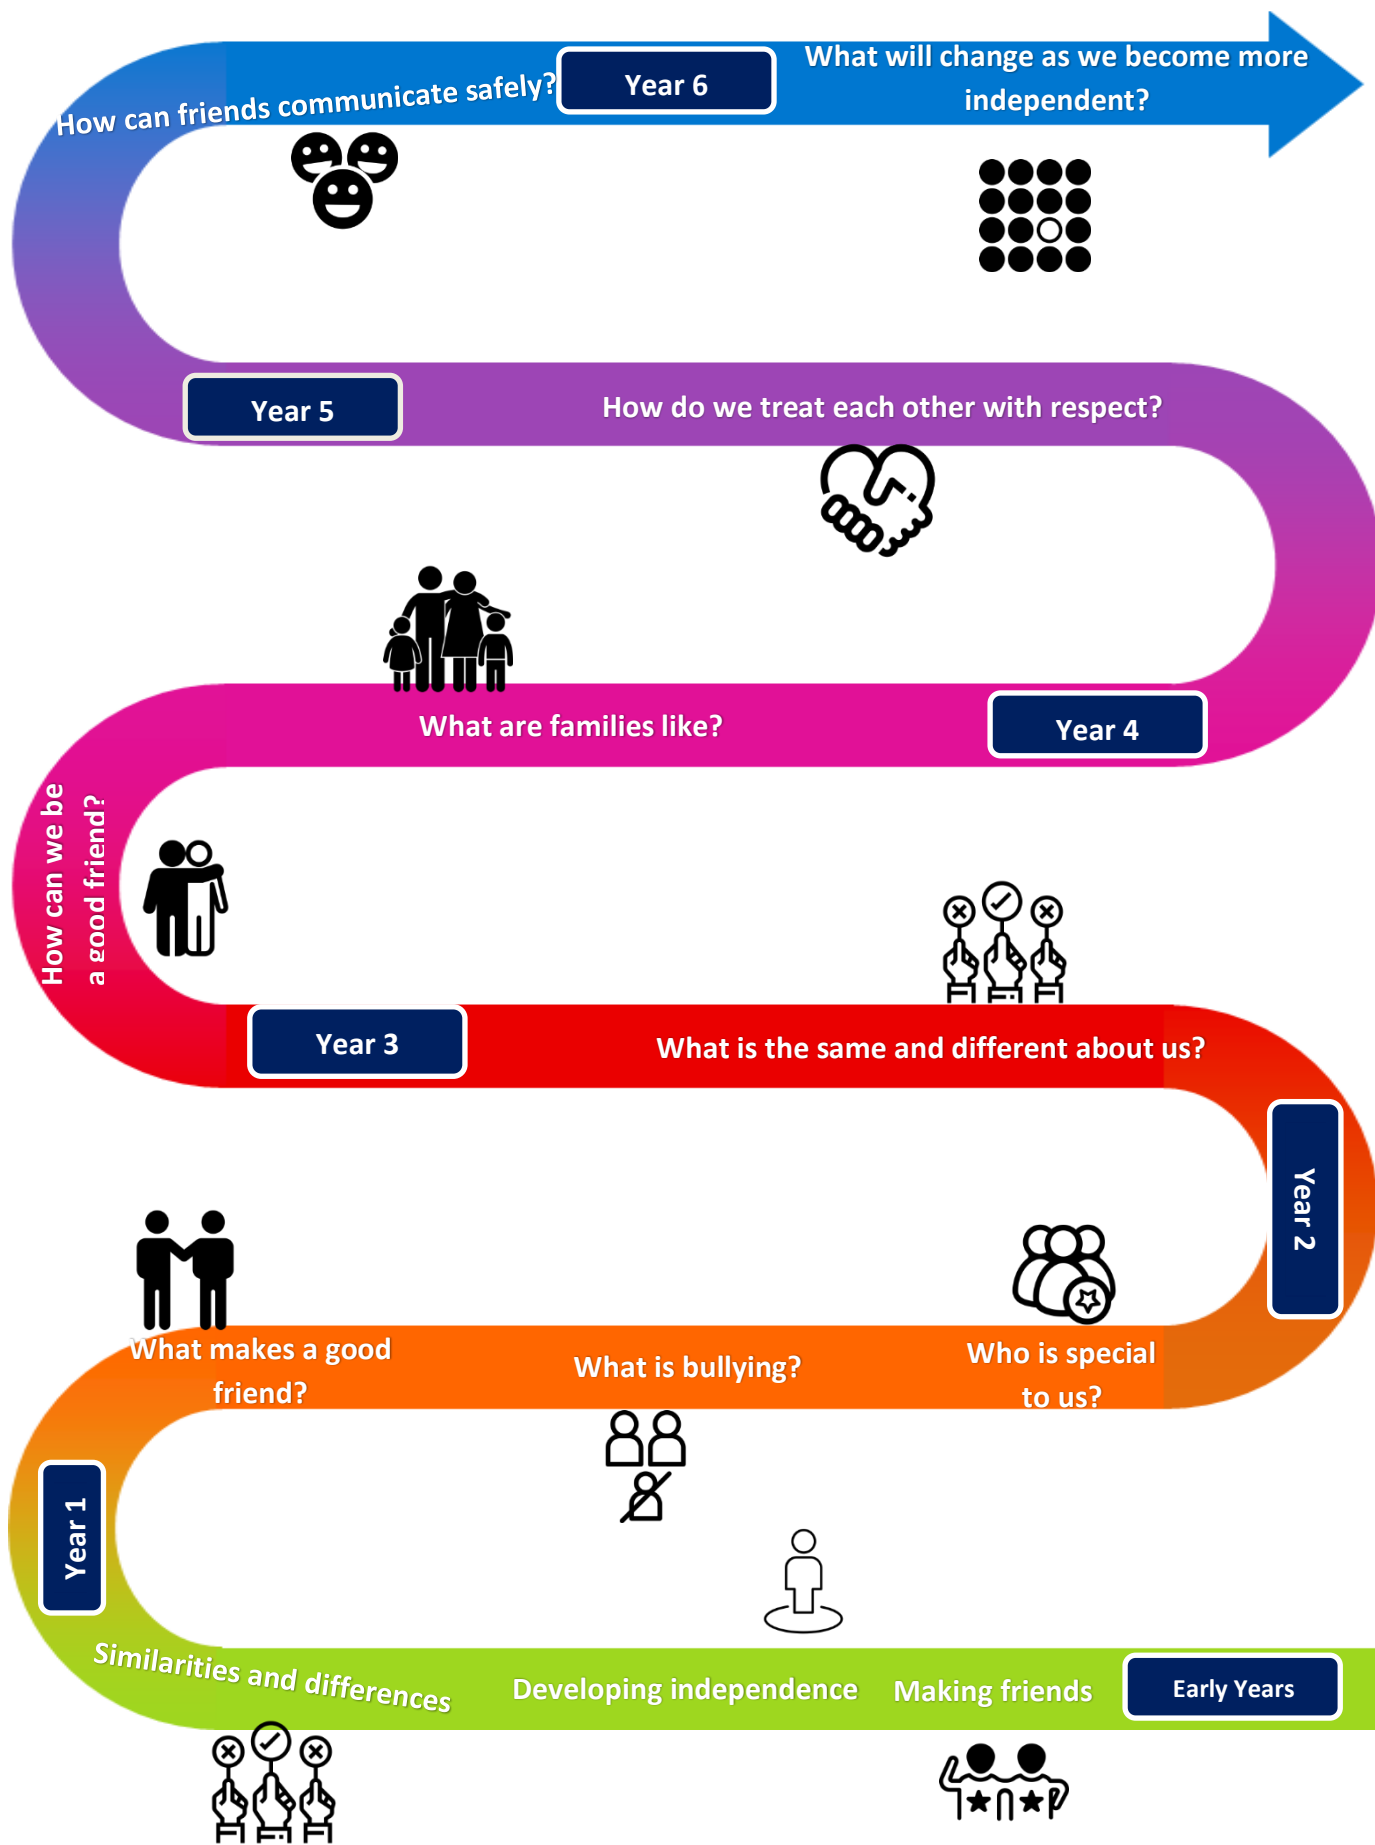 How can friends communicate safely?
Year 6
What will change as we become more
independent?
Year 5
How do we treat each other with respect?
What are families like?
Year 4
How can we be
a good friend?
Year 3
What is the same and different about us?
Year 2
What makes a good
friend?
What is bullying?
Who is special
to us?
Year 1
Similarities and differences
Developing independence
Making friends
Early Years